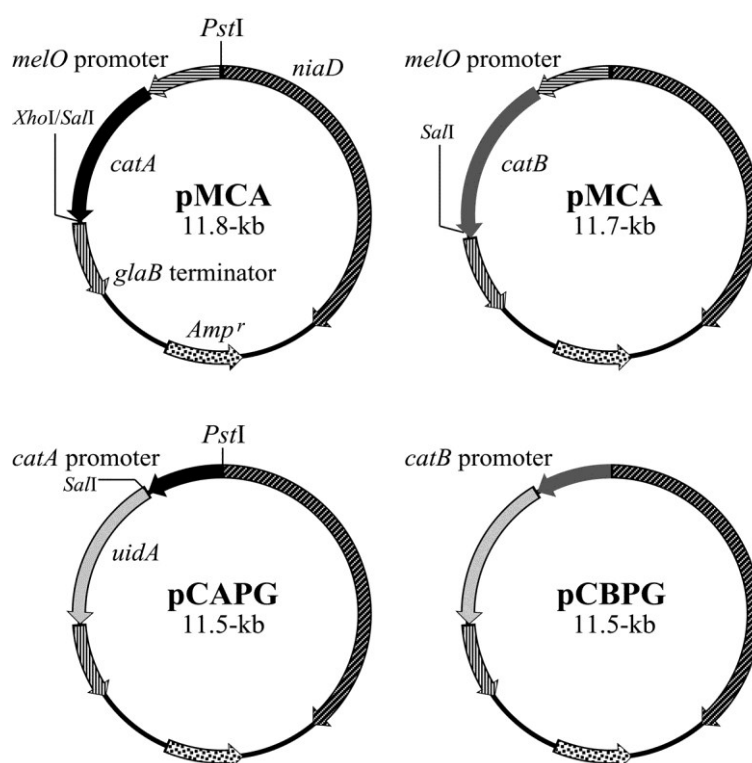 PstI
melO promoter
niaD
XhoI/SalI
catA
pMCA
11.8-kb
glaB terminator
Amp r
melO promoter
SalI
catB
pMCA
11.7-kb
PstI
catA promoter
SalI
uidA
pCAPG
11.5-kb
catB promoter
pCBPG
11.5-kb